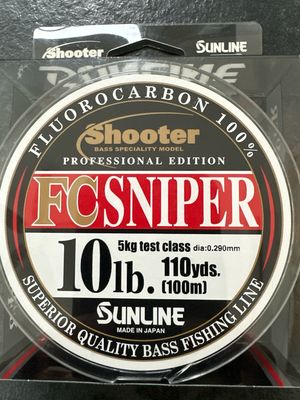 Shooter
SUNLINE
FLUOROCARBON 100%
Shooter
BASS SPECIALITY MODEL
PROFESSIONAL EDITION
FC SNIPER
5kg test class dia:0.290mm
10lb.
110yds.
(100m)
SUNLINE
MADE IN JAPAN
SUPERIOR QUALITY BASS FISHING LINE